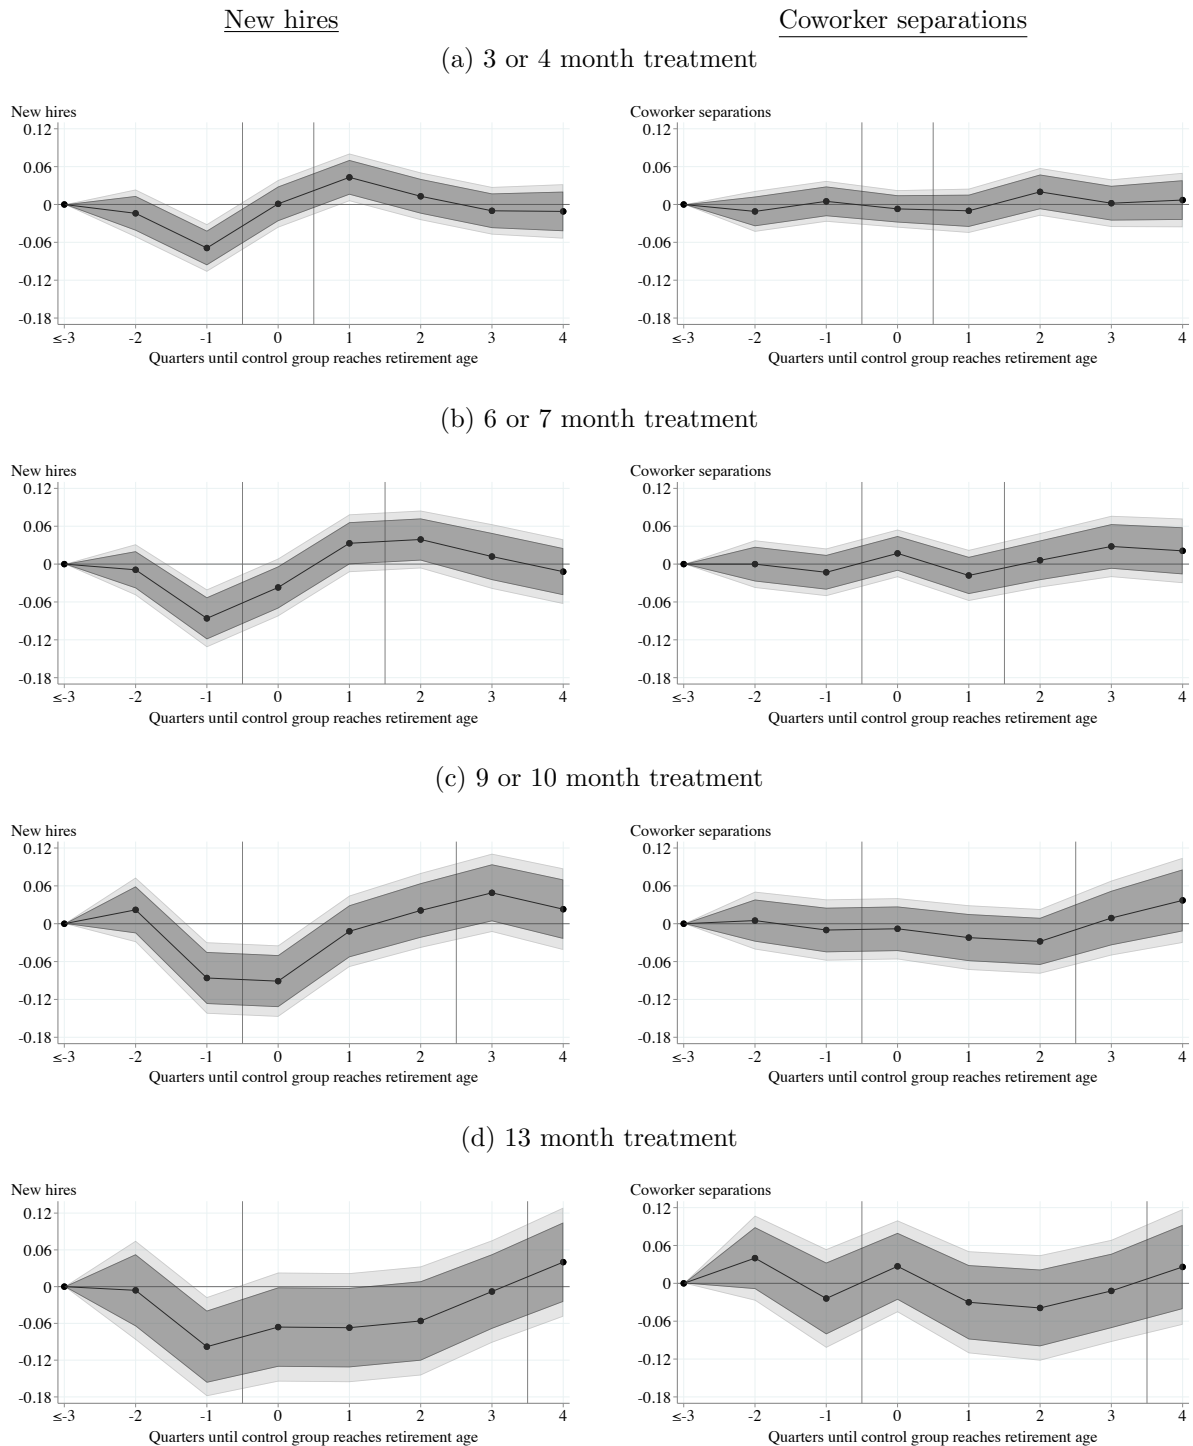 New hires
Coworker separations
(a) 3 or 4 month treatment
New hires
0.12
0.06
0
-0.06
-0.12
-0.18
≤-3 -2 -1 0 1 2 3 4
Quarters until control group reaches retirement age
Coworker separations
0.12
0.06
0
-0.06
-0.12
-0.18
≤-3 -2 -1 0 1 2 3 4
Quarters until control group reaches retirement age
(b) 6 or 7 month treatment
New hires
0.12
0.06
0
-0.06
-0.12
-0.18
≤-3 -2 -1 0 1 2 3 4
Quarters until control group reaches retirement age
Coworker separations
0.12
0.06
0
-0.06
-0.12
-0.18
≤-3 -2 -1 0 1 2 3 4
Quarters until control group reaches retirement age
(c) 9 or 10 month treatment
New hires
0.12
0.06
0
-0.06
-0.12
-0.18
≤-3 -2 -1 0 1 2 3 4
Quarters until control group reaches retirement age
Coworker separations
0.12
0.06
0
-0.06
-0.12
-0.18
≤-3 -2 -1 0 1 2 3 4
Quarters until control group reaches retirement age
(d) 13 month treatment
New hires
0.12
0.06
0
-0.06
-0.12
-0.18
≤-3 -2 -1 0 1 2 3 4
Quarters until control group reaches retirement age
Coworker separations
0.12
0.06
0
-0.06
-0.12
-0.18
≤-3 -2 -1 0 1 2 3 4
Quarters until control group reaches retirement age